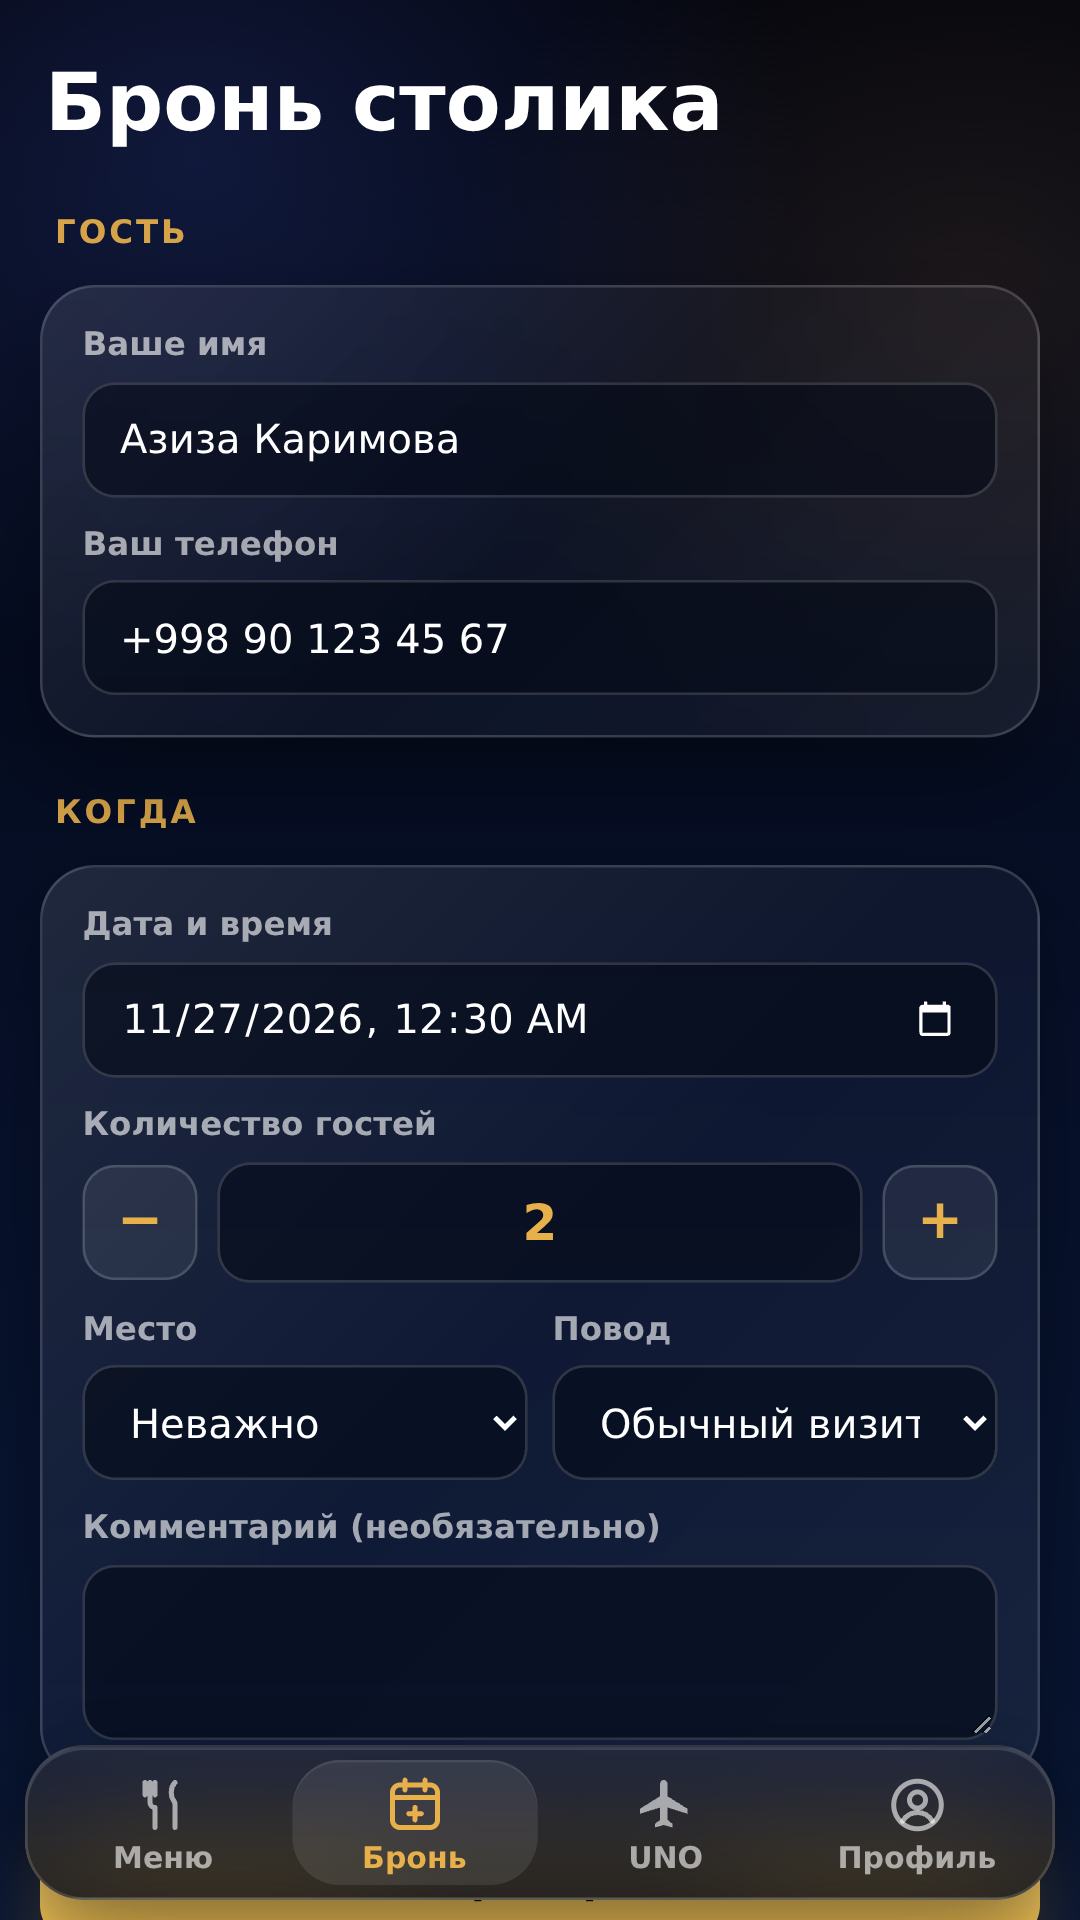 Бронь столика
ГОСТЬ
Ваше имя
Азиза Каримова
Ваш телефон
+998 90 123 45 67
КОГДА
Дата и время
11/27/2026, 12:30 AM
Количество гостей
− 2 +
Место Повод
Неважно Обычный визит
Комментарий (необязательно)
Меню Бронь UNO Профиль